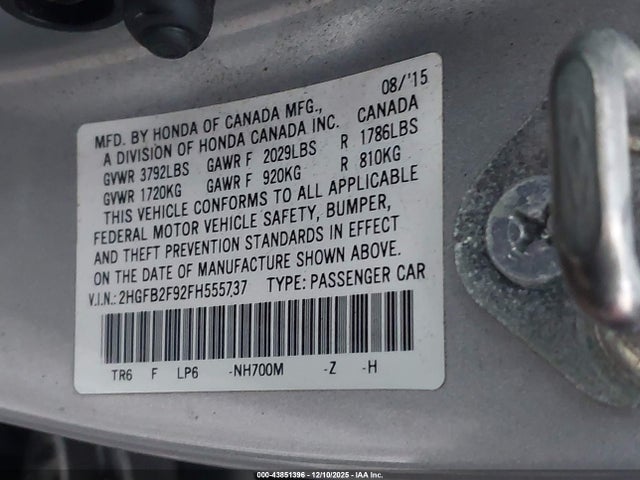 08/'15
MFD. BY HONDA OF CANADA MFG.,
A DIVISION OF HONDA CANADA INC. CANADA
GVWR 3792LBS GAWR F 2029LBS R 1786LBS
GVWR 1720KG GAWR F 920KG R 810KG
THIS VEHICLE CONFORMS TO ALL APPLICABLE
FEDERAL MOTOR VEHICLE SAFETY, BUMPER,
AND THEFT PREVENTION STANDARDS IN EFFECT
ON THE DATE OF MANUFACTURE SHOWN ABOVE.
V.I.N.: 2HGFB2F92FH555737 TYPE: PASSENGER CAR
TR6 F LP6 -NH700M -Z -H
000-43851396 - 12/10/2025 - IAA Inc.